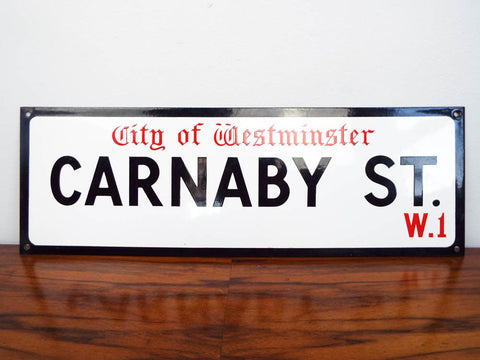 City of Westminster
CARNABY ST.
W.1